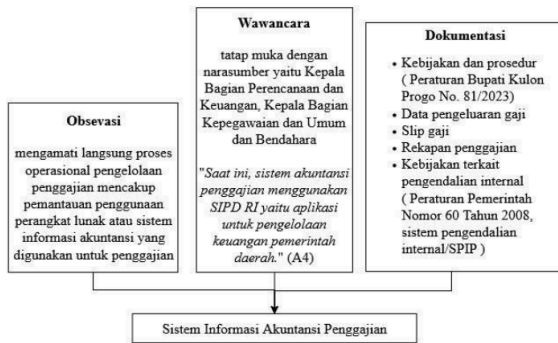 Obsevasi
mengamati langsung proses
operasional pengelolaan
penggajian mencakup
pemantauan penggunaan
perangkat lunak atau sistem
informasi akuntansi yang
digunakan untuk penggajian
Wawancara
tatap muka dengan
narasumber yaitu Kepala
Bagian Perencanaan dan
Keuangan, Kepala Bagian
Kepegawaian dan Umum
dan Bendahara
"Saat ini, sistem akuntansi
penggajian menggunakan
SIPD RI yaitu aplikasi
untuk pengelolaan
keuangan pemerintah
daerah." (A4)
Dokumentasi
• Kebijakan dan prosedur
( Peraturan Bupati Kulon
Progo No. 81/2023)
• Data pengeluaran gaji
• Slip gaji
• Rekapan penggajian
• Kebijakan terkait
pengendalian internal
( Peraturan Pemerintah
Nomor 60 Tahun 2008,
sistem pengendalian
internal/SPIP )
Sistem Informasi Akuntansi Penggajian